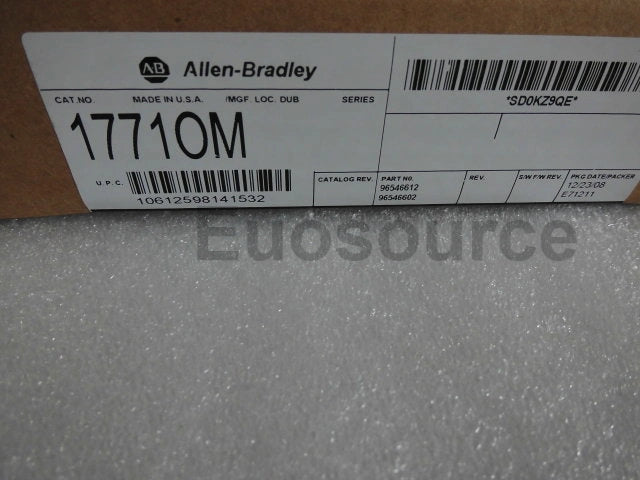 AB Allen-Bradley
*SD0KZ9QE*
CAT.NO. MADE IN U.S.A. /MGF. LOC. DUB SERIES
1771OM
U.P.C.
10612598141532
CATALOG REV. PART NO. REV. S/W F/W REV. PKG DATE/PACKER
96546612 12/23/08
96546602 E71211
Euosource